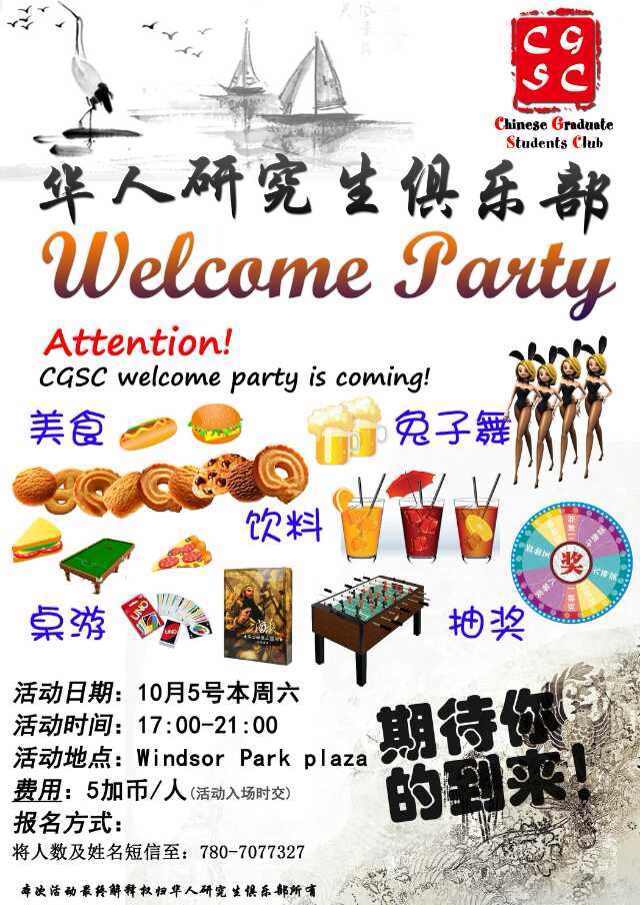 CG
SC
Chinese Graduate
Students Club
华人研究生俱乐部
Welcome Party
Attention!
CGSC welcome party is coming!
美食
兔子舞
饮料
奖
桌游
UNO
抽奖
活动日期：10月5号本周六
活动时间：17:00-21:00
活动地点：Windsor Park plaza
费用：5加币/人(活动入场时交)
报名方式：
将人数及姓名短信至：780-7077327
期待你
的到来！
本次活动最终解释权归华人研究生俱乐部所有